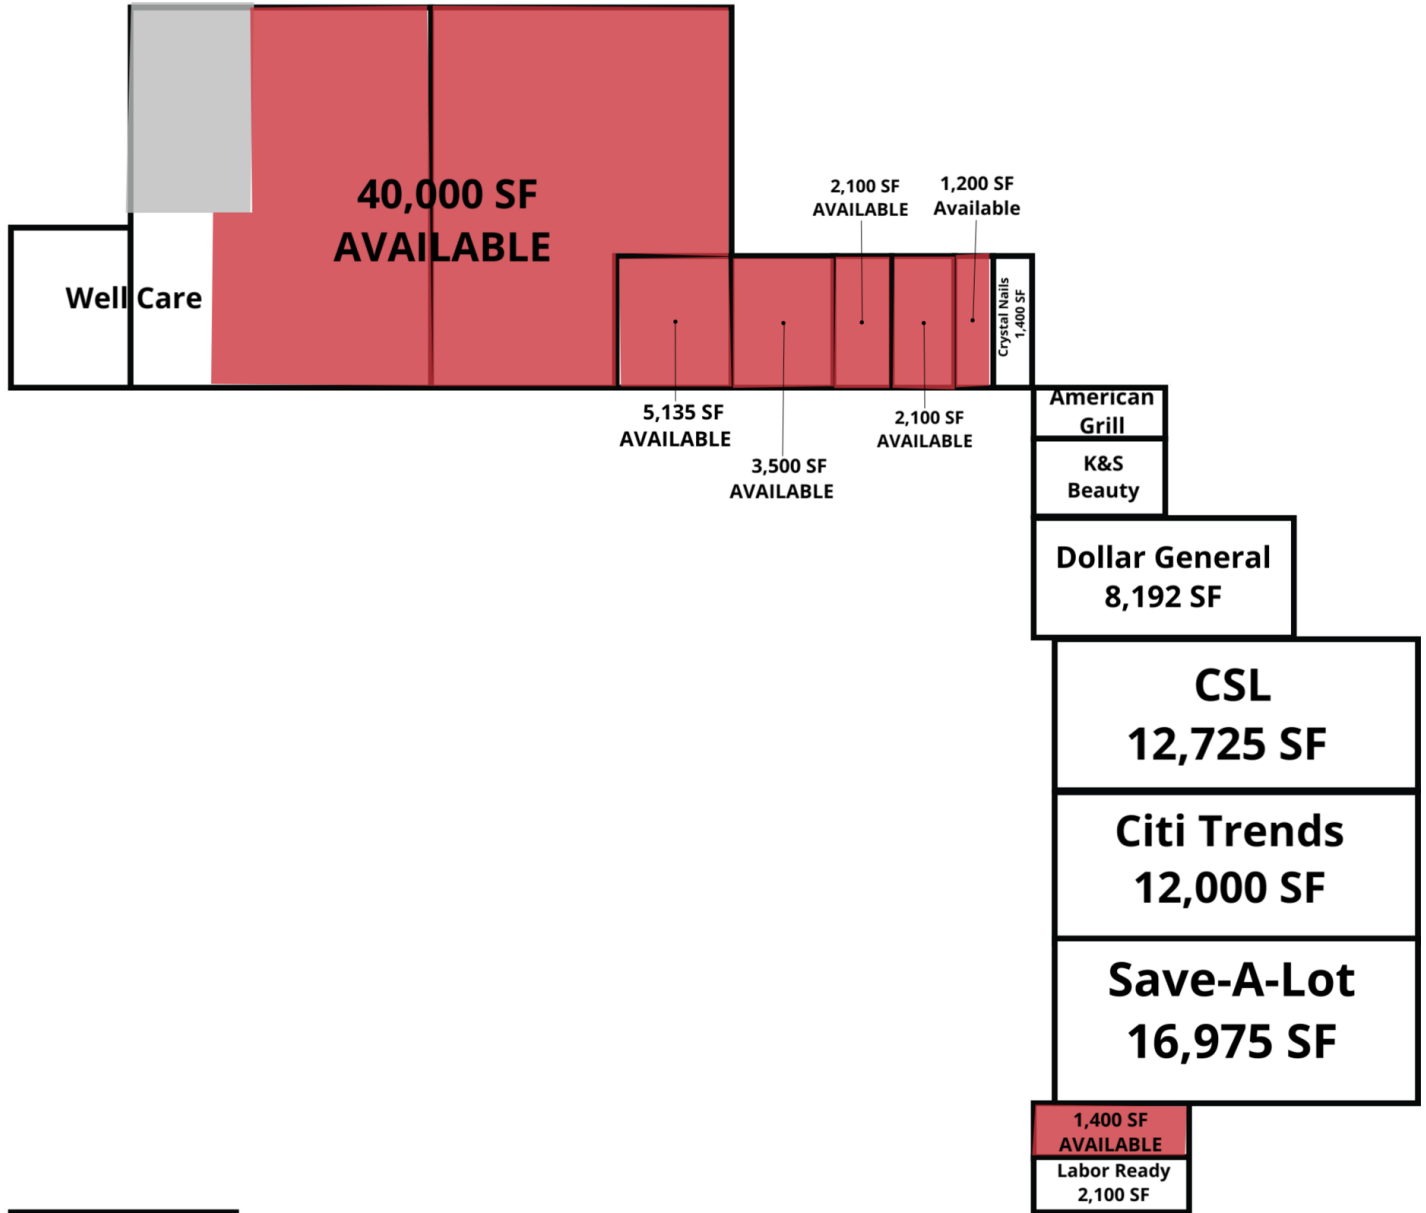 40,000 SF
AVAILABLE
Well Care
2,100 SF
AVAILABLE
1,200 SF
Available
Crystal Nails
1,400 SF
5,135 SF
AVAILABLE
3,500 SF
AVAILABLE
2,100 SF
AVAILABLE
American
Grill
K&S
Beauty
Dollar General
8,192 SF
CSL
12,725 SF
Citi Trends
12,000 SF
Save-A-Lot
16,975 SF
1,400 SF
AVAILABLE
Labor Ready
2,100 SF